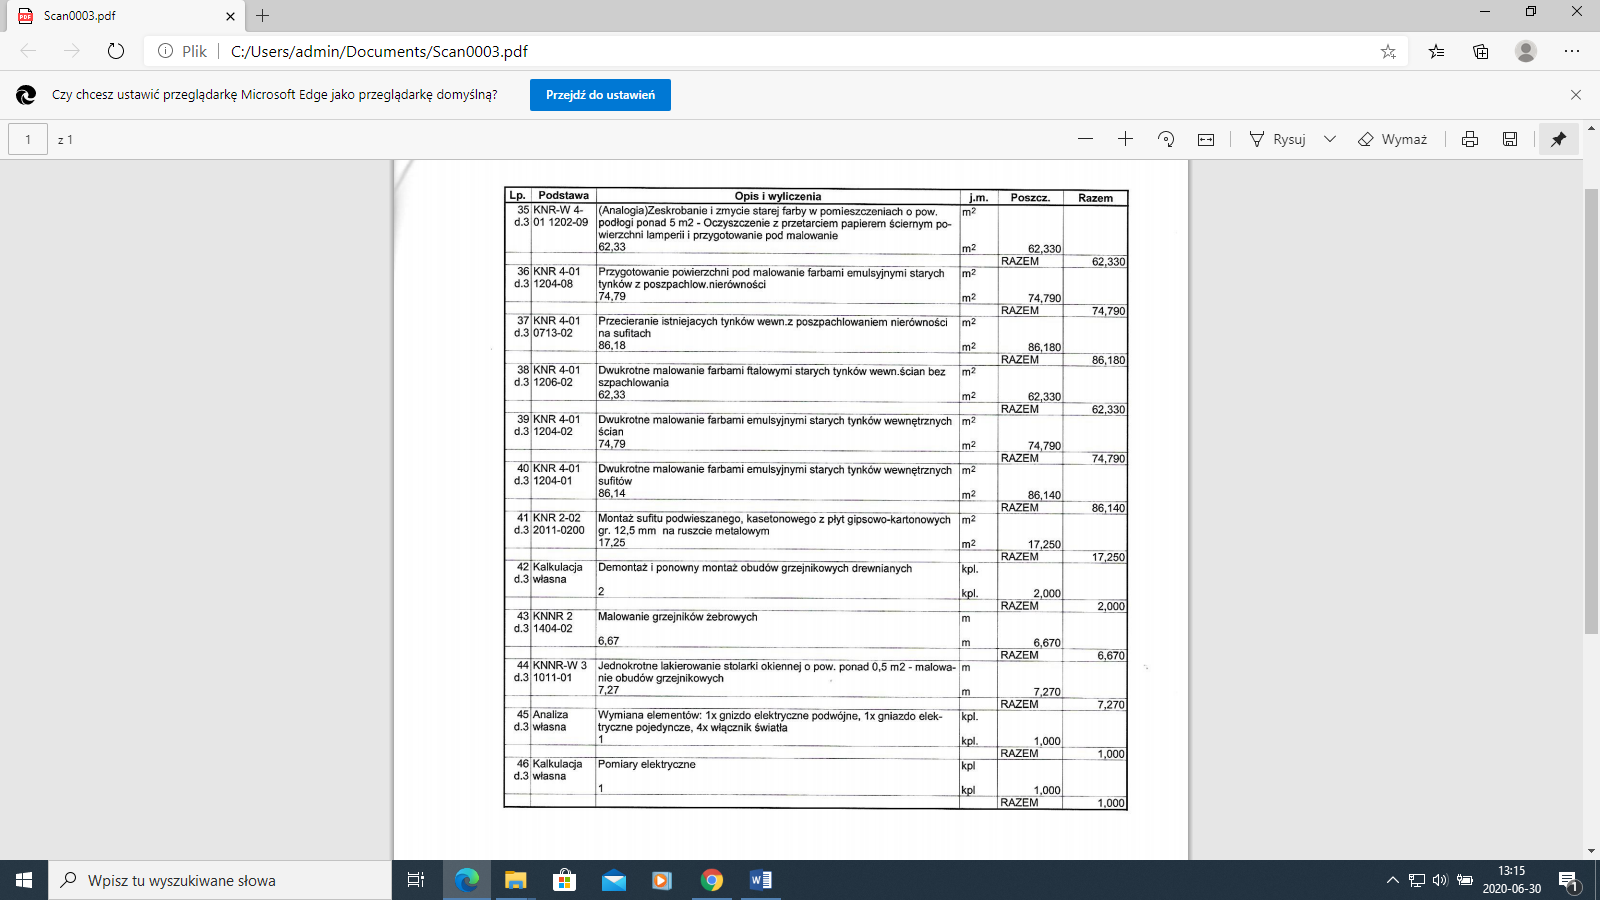 Scan0003.pdf
Plik
C:/Users/admin/Documents/Scan0003.pdf
Czy chcesz ustawić przeglądarkę Microsoft Edge jako przeglądarkę domyślną?
Przejdź do ustawień
1 z 1
Rysuj
Wymaż
Lp. Podstawa Opis i wyliczenia j.m. Poszcz. Razem
35 KNR-W 4- (Analogia)Zeskrobanie i zmycie starej farby w pomieszczeniach o pow. m2
d.3 01 1202-09 podłogi ponad 5 m2 - Oczyszczenie z przetarciem papierem ściernym po-
wierzchni lamperii i przygotowanie pod malowanie
62,33 m2 62,330
RAZEM 62,330
36 KNR 4-01 Przygotowanie powierzchni pod malowanie farbami emulsyjnymi starych m2
d.3 1204-08 tynków z poszpachlow.nierówności
74,79 m2 74,790
RAZEM 74,790
37 KNR 4-01 Przecieranie istniejacych tynków wewn.z poszpachlowaniem nierówności m2
d.3 0713-02 na sufitach
86,18 m2 86,180
RAZEM 86,180
38 KNR 4-01 Dwukrotne malowanie farbami ftalowymi starych tynków wewn.ścian bez m2
d.3 1206-02 szpachlowania
62,33 m2 62,330
RAZEM 62,330
39 KNR 4-01 Dwukrotne malowanie farbami emulsyjnymi starych tynków wewnętrznych m2
d.3 1204-02 ścian
74,79 m2 74,790
RAZEM 74,790
40 KNR 4-01 Dwukrotne malowanie farbami emulsyjnymi starych tynków wewnętrznych m2
d.3 1204-01 sufitów
86,14 m2 86,140
RAZEM 86,140
41 KNR 2-02 Montaż sufitu podwieszanego, kasetonowego z płyt gipsowo-kartonowych m2
d.3 2011-0200 gr. 12,5 mm na ruszcie metalowym
17,25 m2 17,250
RAZEM 17,250
42 Kalkulacja Demontaż i ponowny montaż obudów grzejnikowych drewnianych kpl.
d.3 własna
2 kpl. 2,000
RAZEM 2,000
43 KNNR 2 Malowanie grzejników żebrowych m
d.3 1404-02
6,67 m 6,670
RAZEM 6,670
44 KNNR-W 3 Jednokrotne lakierowanie stolarki okiennej o pow. ponad 0,5 m2 - malowa- m
d.3 1011-01 nie obudów grzejnikowych
7,27 m 7,270
RAZEM 7,270
45 Analiza Wymiana elementów: 1x gnizdo elektryczne podwójne, 1x gniazdo elek- kpl.
d.3 własna tryczne pojedyncze, 4x włącznik światła
1 kpl. 1,000
RAZEM 1,000
46 Kalkulacja Pomiary elektryczne kpl
d.3 własna
1 kpl 1,000
RAZEM 1,000
Wpisz tu wyszukiwane słowo
13:15
2020-06-30
1